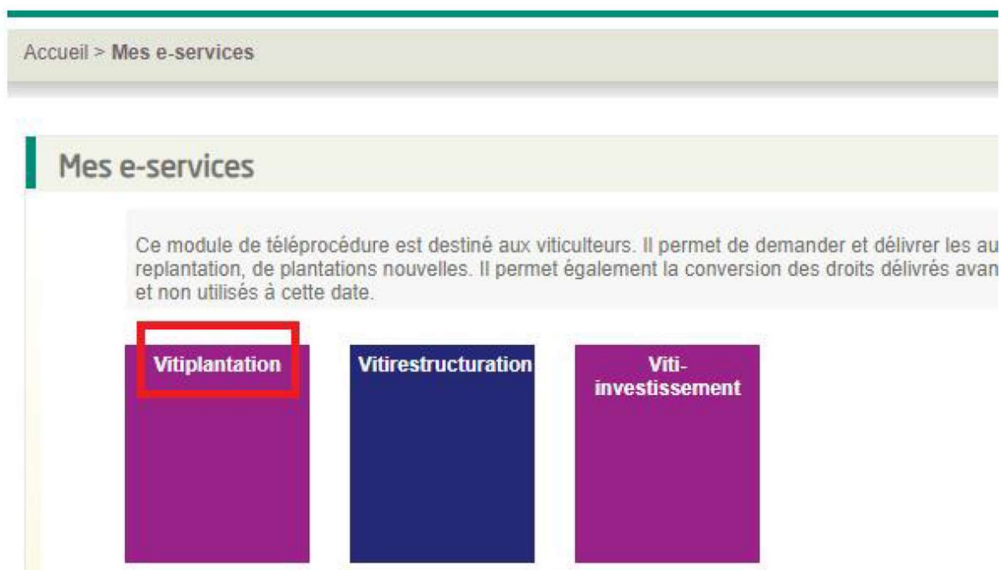 Accueil > Mes e-services
Mes e-services
Ce module de téléprocédure est destiné aux viticulteurs. Il permet de demander et délivrer les au
replantation, de plantations nouvelles. Il permet également la conversion des droits délivrés avan
et non utilisés à cette date.
Vitiplantation
Vitirestructuration
Viti-
investissement